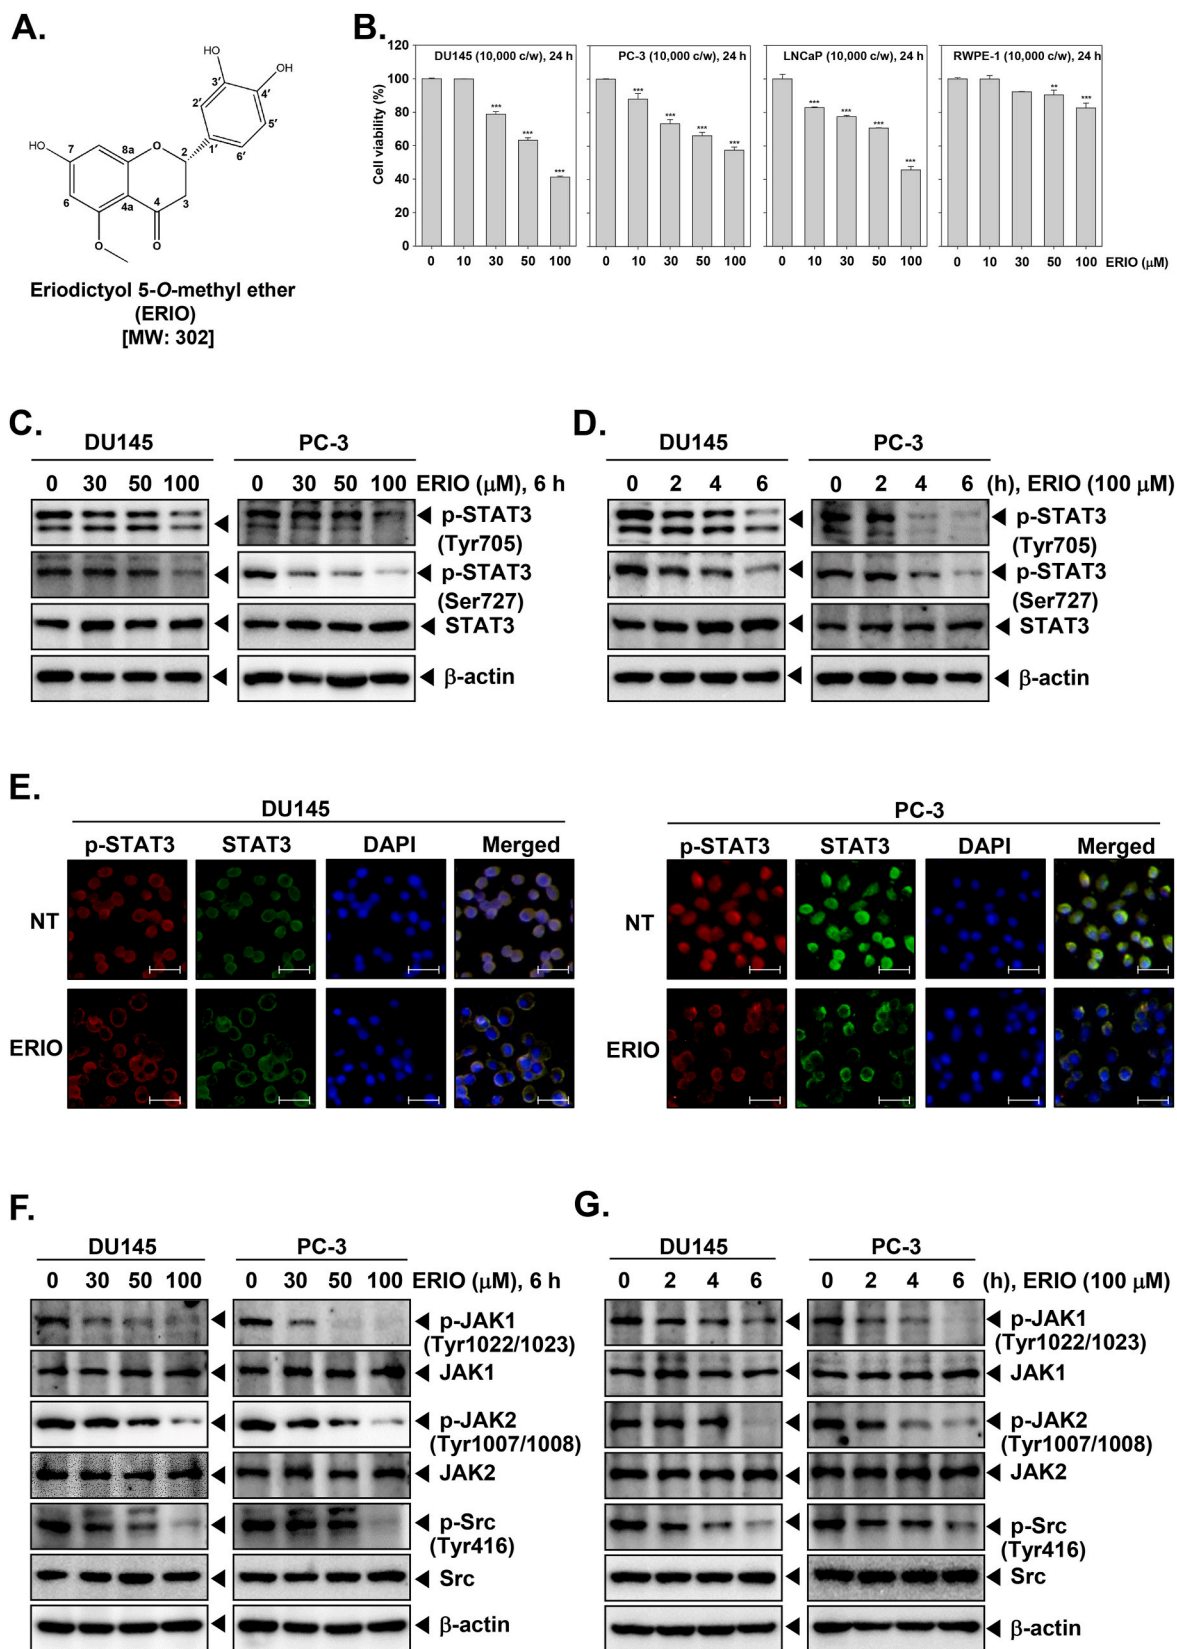 A.
HO
OH
3′
4′
2′
5′
1′
6′
HO
7
8a
O
2
6
4a
4
3
O
O
Eriodictyol 5-O-methyl ether
(ERIO)
[MW: 302]
B.
Cell viability (%)
120
100
80
60
40
20
0
DU145 (10,000 c/w), 24 h
*** *** ***
0 10 30 50 100
PC-3 (10,000 c/w), 24 h
*** *** *** ***
0 10 30 50 100
LNCaP (10,000 c/w), 24 h
*** *** *** ***
0 10 30 50 100
RWPE-1 (10,000 c/w), 24 h
** ***
0 10 30 50 100 ERIO (μM)
C.
DU145 PC-3
0 30 50 100 0 30 50 100 ERIO (μM), 6 h
p-STAT3
(Tyr705)
p-STAT3
(Ser727)
STAT3
β-actin
D.
DU145 PC-3
0 2 4 6 0 2 4 6 (h), ERIO (100 μM)
p-STAT3
(Tyr705)
p-STAT3
(Ser727)
STAT3
β-actin
E.
DU145
p-STAT3 STAT3 DAPI Merged
NT
ERIO
PC-3
p-STAT3 STAT3 DAPI Merged
NT
ERIO
F.
DU145 PC-3
0 30 50 100 0 30 50 100 ERIO (μM), 6 h
p-JAK1
(Tyr1022/1023)
JAK1
p-JAK2
(Tyr1007/1008)
JAK2
p-Src
(Tyr416)
Src
β-actin
G.
DU145 PC-3
0 2 4 6 0 2 4 6 (h), ERIO (100 μM)
p-JAK1
(Tyr1022/1023)
JAK1
p-JAK2
(Tyr1007/1008)
JAK2
p-Src
(Tyr416)
Src
β-actin